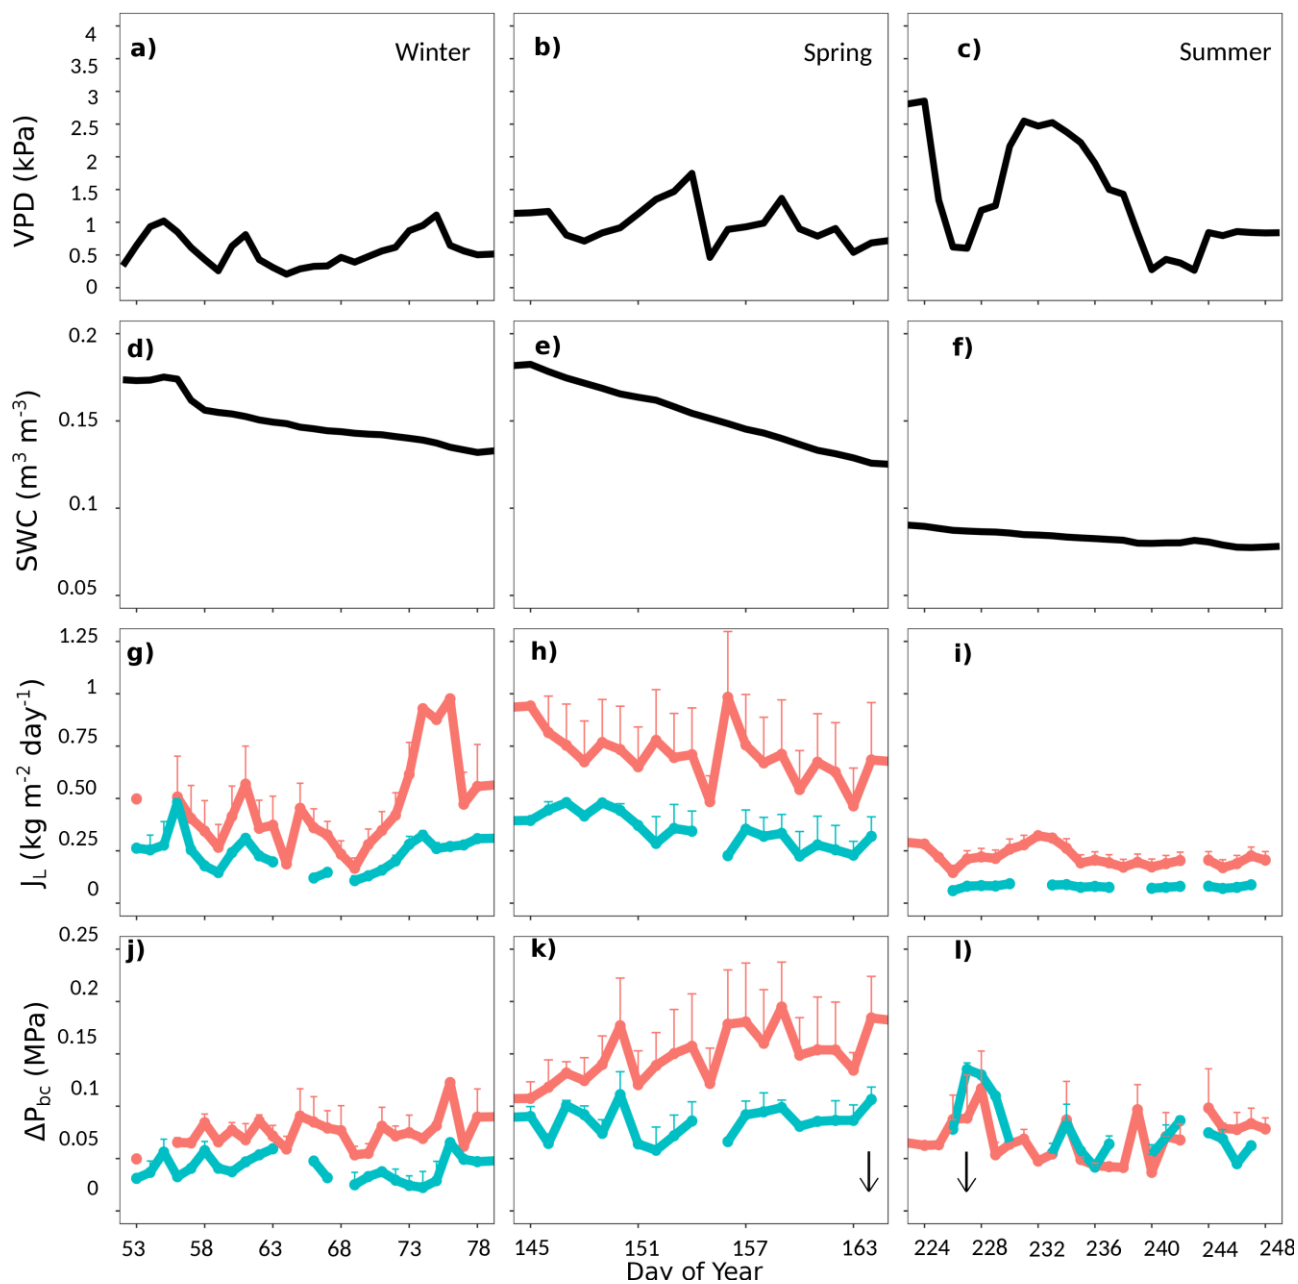 a) Winter
b) Spring
c) Summer
VPD (kPa)
4
3.5
3
2.5
2
1.5
1
0.5
0
d)
e)
f)
SWC (m³ m⁻³)
0.2
0.15
0.1
0.05
g)
h)
i)
J_L (kg m⁻² day⁻¹)
1.25
1
0.75
0.50
0.25
0
j)
k)
l)
ΔP_bc (MPa)
0.25
0.2
0.15
0.1
0.05
0
53 58 63 68 73 78
145 151 157 163
224 228 232 236 240 244 248
Day of Year